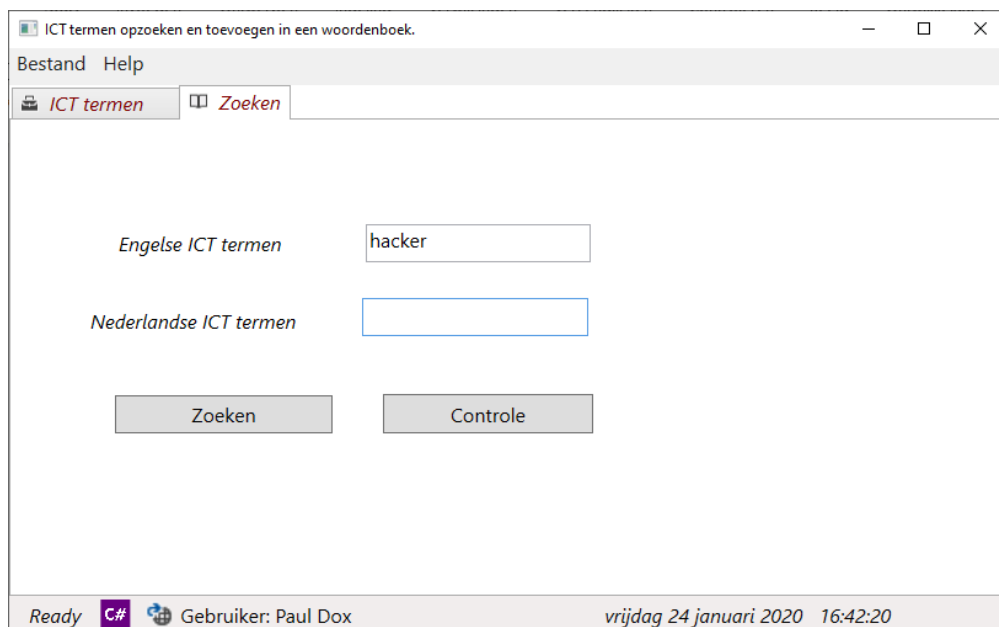 ICT termen opzoeken en toevoegen in een woordenboek.
Bestand Help
ICT termen Zoeken
Engelse ICT termen hacker
Nederlandse ICT termen
Zoeken Controle
Ready C# Gebruiker: Paul Dox vrijdag 24 januari 2020 16:42:20